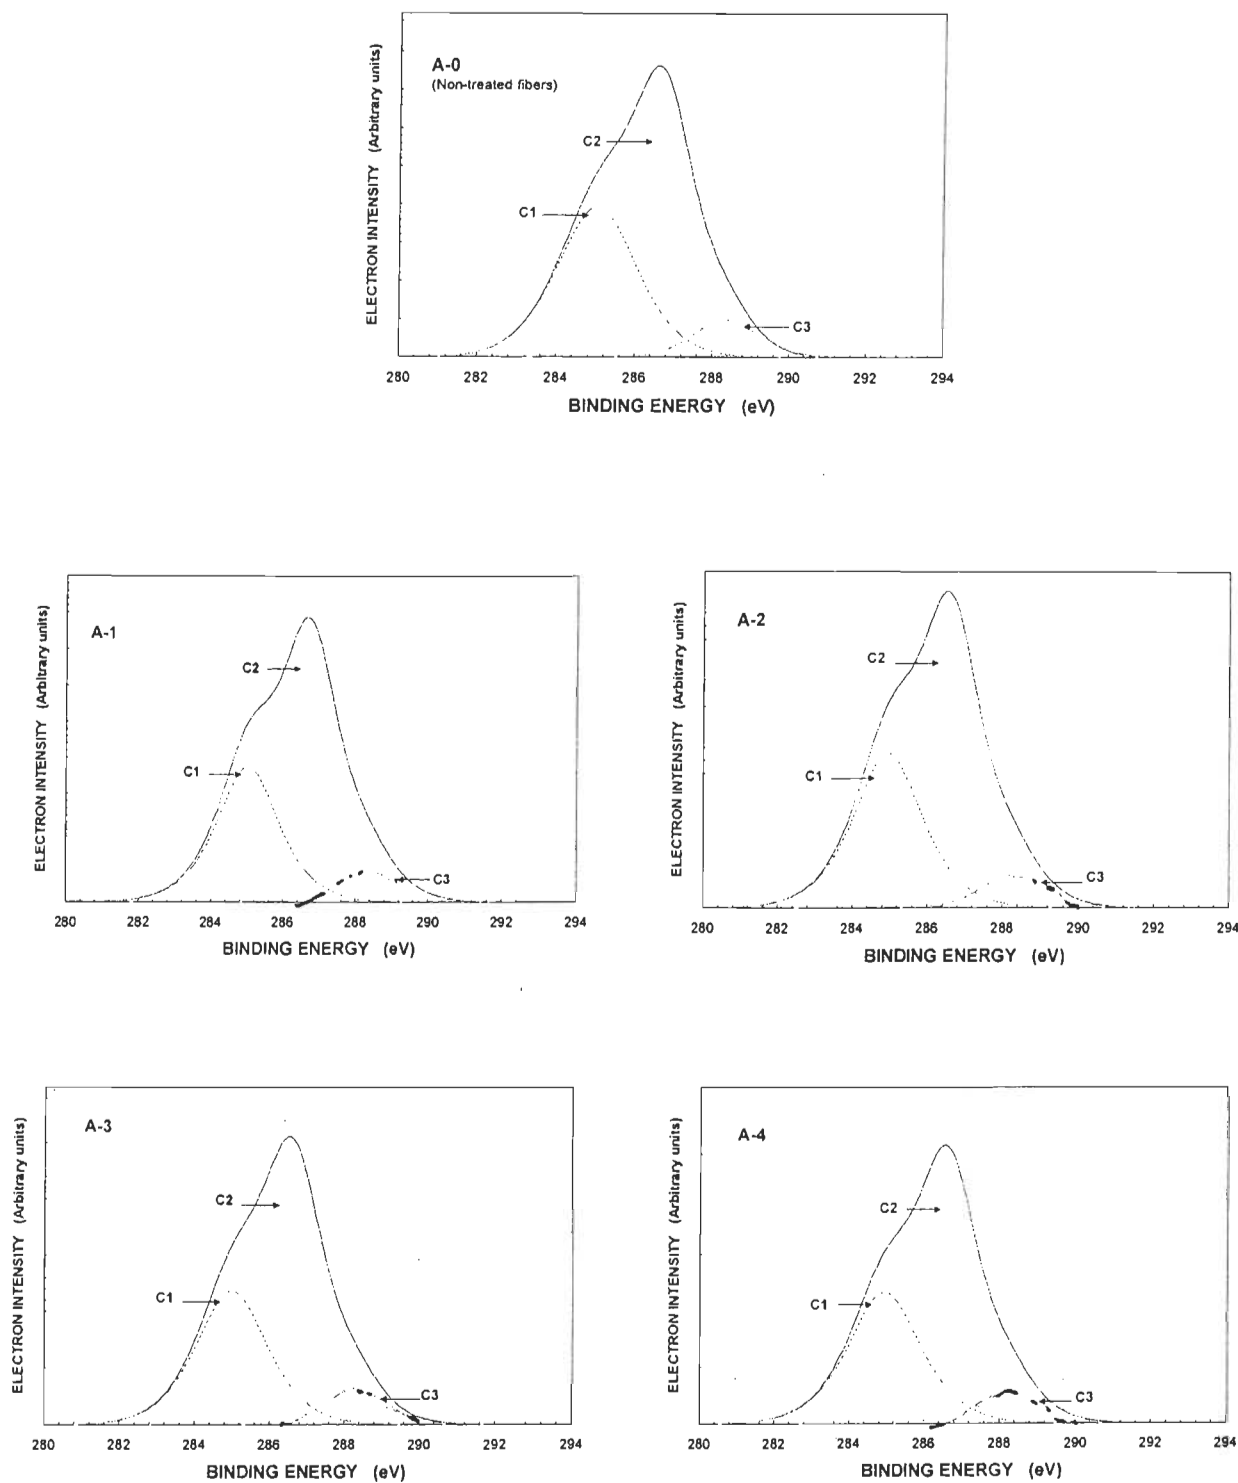 A-0
(Non-treated fibers)
C2
C1
C3
ELECTRON INTENSITY (Arbitrary units)
280 282 284 286 288 290 292 294
BINDING ENERGY (eV)
A-1
C2
C1
C3
ELECTRON INTENSITY (Arbitrary units)
280 282 284 286 288 290 292 294
BINDING ENERGY (eV)
A-2
C2
C1
C3
ELECTRON INTENSITY (Arbitrary units)
280 282 284 286 288 290 292 294
BINDING ENERGY (eV)
A-3
C2
C1
C3
ELECTRON INTENSITY (Arbitrary units)
280 282 284 286 288 290 292 294
BINDING ENERGY (eV)
A-4
C2
C1
C3
ELECTRON INTENSITY (Arbitrary units)
280 282 284 286 288 290 292 294
BINDING ENERGY (eV)